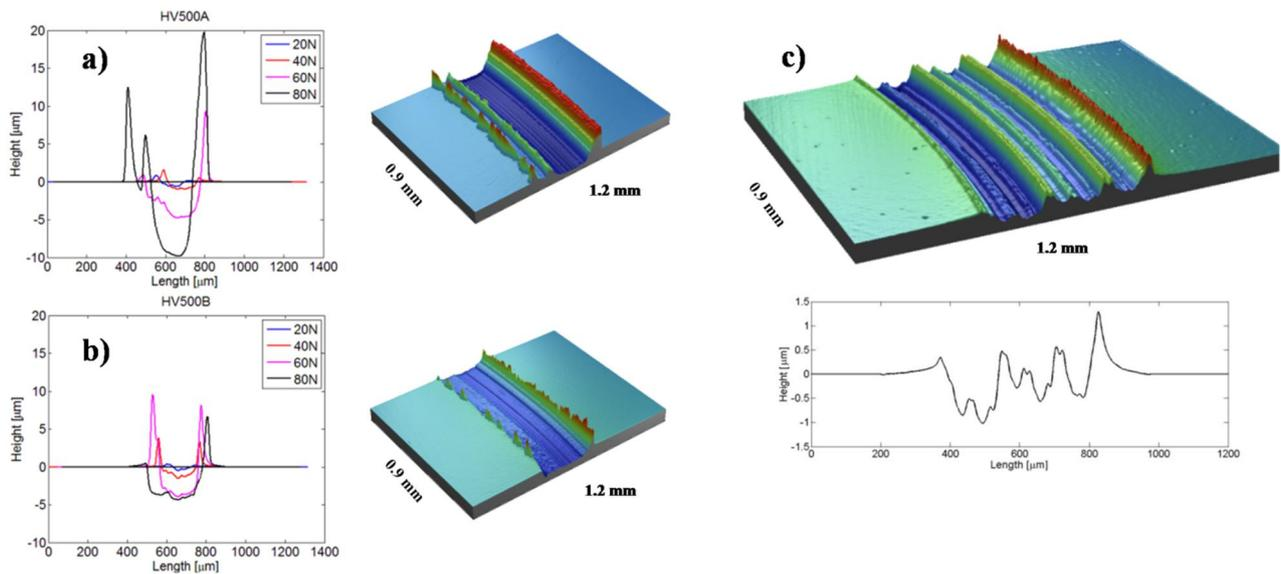 HV500A
a)
20
15
10
5
0
-5
-10
Height [µm]
20N
40N
60N
80N
0 200 400 600 800 1000 1200 1400
Length [µm]
0.9 mm
1.2 mm
HV500B
b)
20
15
10
5
0
-5
-10
Height [µm]
20N
40N
60N
80N
0 200 400 600 800 1000 1200 1400
Length [µm]
0.9 mm
1.2 mm
c)
0.9 mm
1.2 mm
1.5
1
0.5
0
-0.5
-1
-1.5
Height [µm]
0 200 400 600 800 1000 1200
Length [µm]